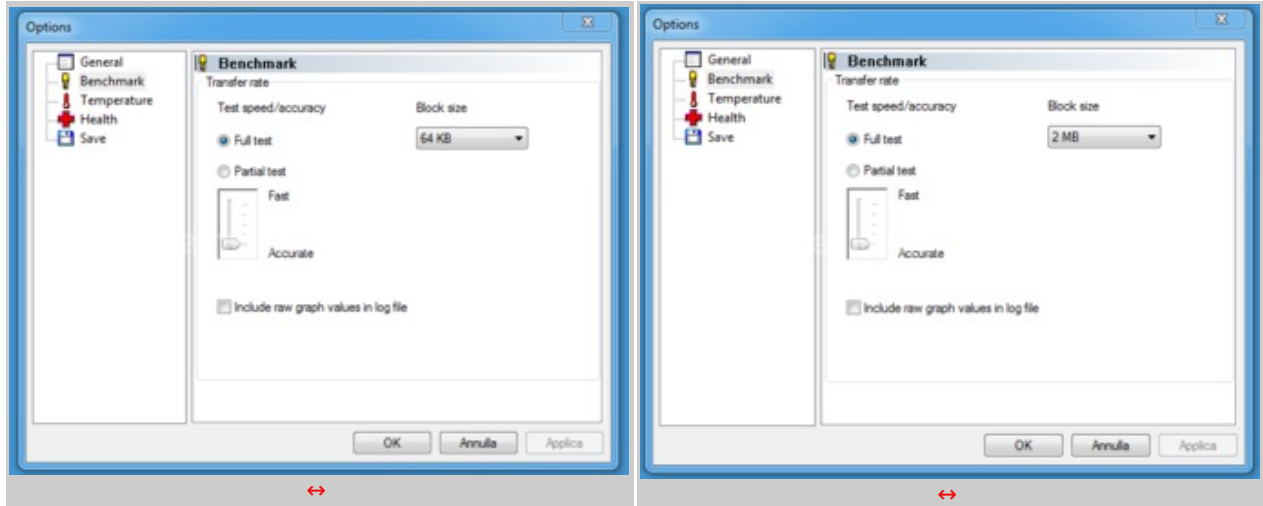 Options
General
Benchmark
Temperature
Health
Save
Benchmark
Transfer rate
Test speed/accuracy
Block size
Full test
64 KB
Partial test
Fast
Accurate
Include raw graph values in log file
OK
Annulla
Applica
Options
General
Benchmark
Temperature
Health
Save
Benchmark
Transfer rate
Test speed/accuracy
Block size
Full test
2 MB
Partial test
Fast
Accurate
Include raw graph values in log file
OK
Annulla
Applica